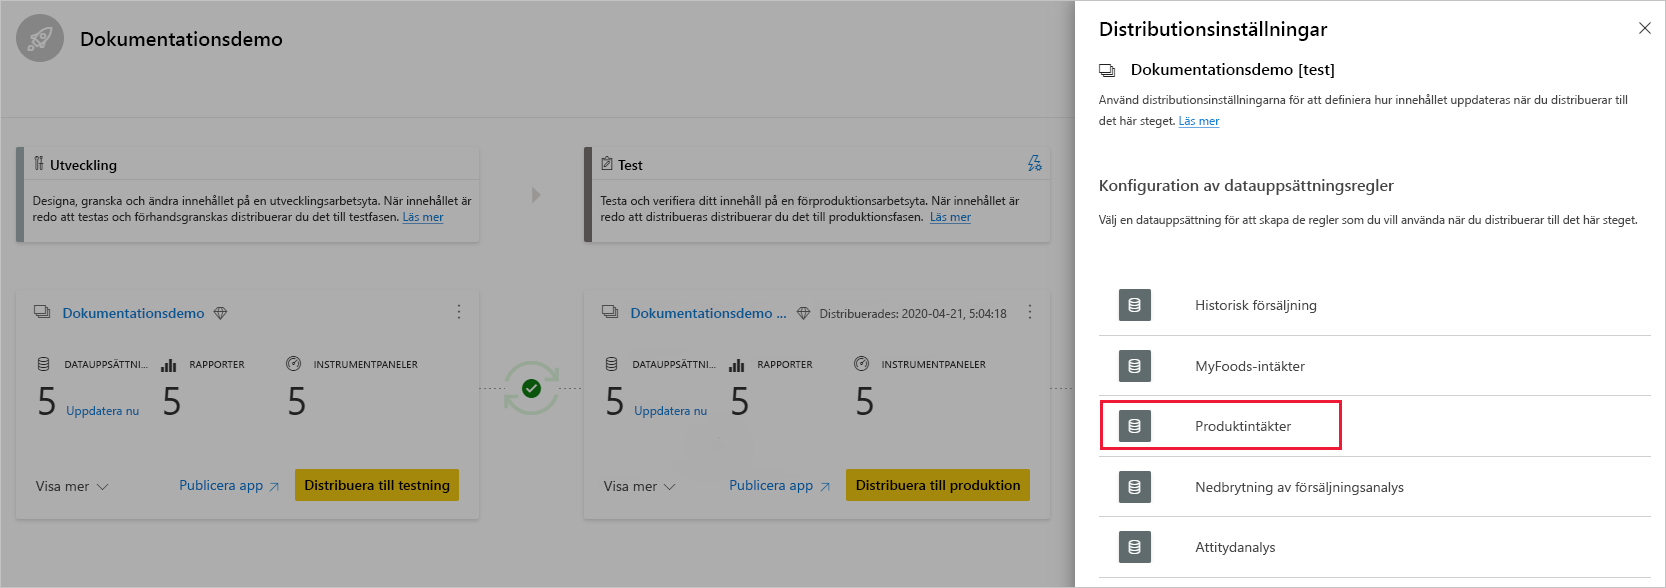 Dokumentationsdemo
Utveckling
Designa, granska och ändra innehållet på en utvecklingsarbetsyta. När innehållet är
redo att testas och förhandsgranskas distribuerar du det till testfasen. Läs mer
Test
Testa och verifiera ditt innehåll på en förproduktionsarbetsyta. När innehållet är
redo att distribueras distribuerar du det till produktionsfasen. Läs mer
Dokumentationsdemo
DATAUPPSÄTTNI... RAPPORTER INSTRUMENTPANELER
5 Uppdatera nu 5 5
Visa mer Publicera app Distribuera till testning
Dokumentationsdemo ... Distribuerades: 2020-04-21, 5:04:18
DATAUPPSÄTTNI... RAPPORTER INSTRUMENTPANELER
5 Uppdatera nu 5 5
Visa mer Publicera app Distribuera till produktion
Distributionsinställningar
Dokumentationsdemo [test]
Använd distributionsinställningarna för att definiera hur innehållet uppdateras när du distribuerar till
det här steget. Läs mer
Konfiguration av datauppsättningsregler
Välj en datauppsättning för att skapa de regler som du vill använda när du distribuerar till det här steget.
Historisk försäljning
MyFoods-intäkter
Produktintäkter
Nedbrytning av försäljningsanalys
Attitydanalys